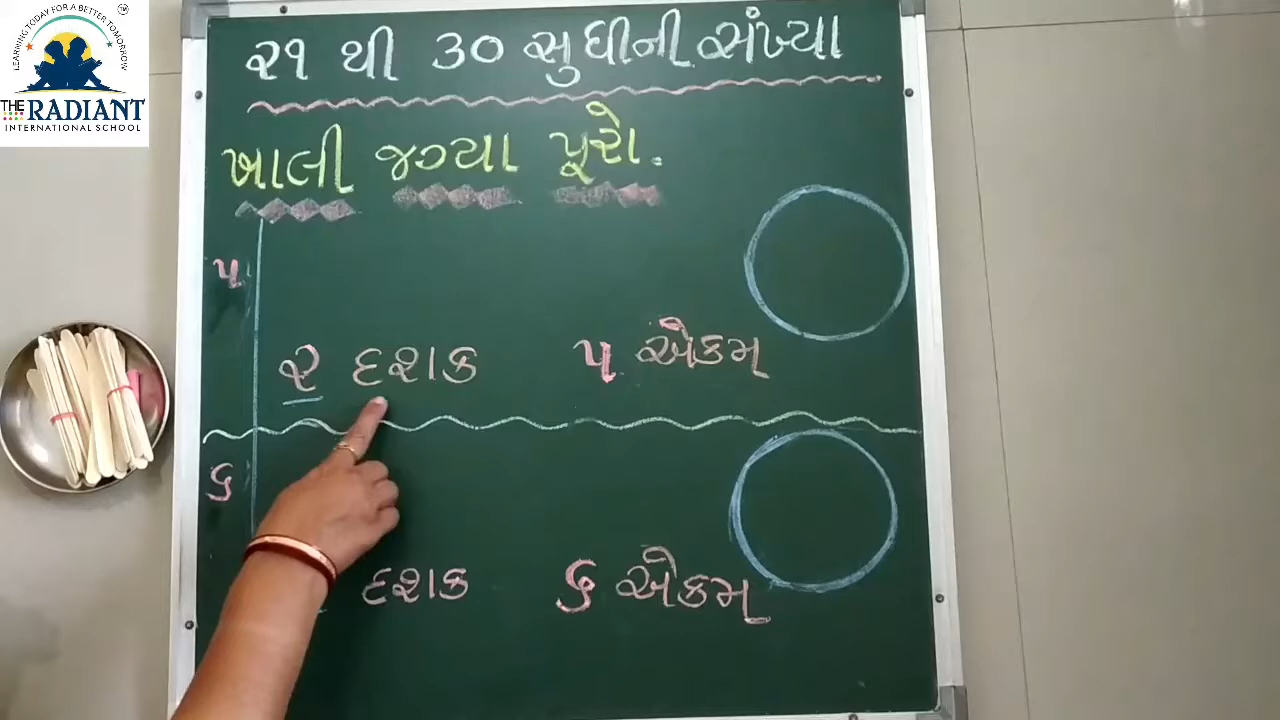 LEARNING TODAY FOR A BETTER TOMORROW
THE RADIANT
INTERNATIONAL SCHOOL
૨૧ થી ૩૦ સુધીની સંખ્યા
ખાલી જગ્યા પૂરો.
૫
૨ દશક ૫ એકમ
૬
દશક ૬ એકમ